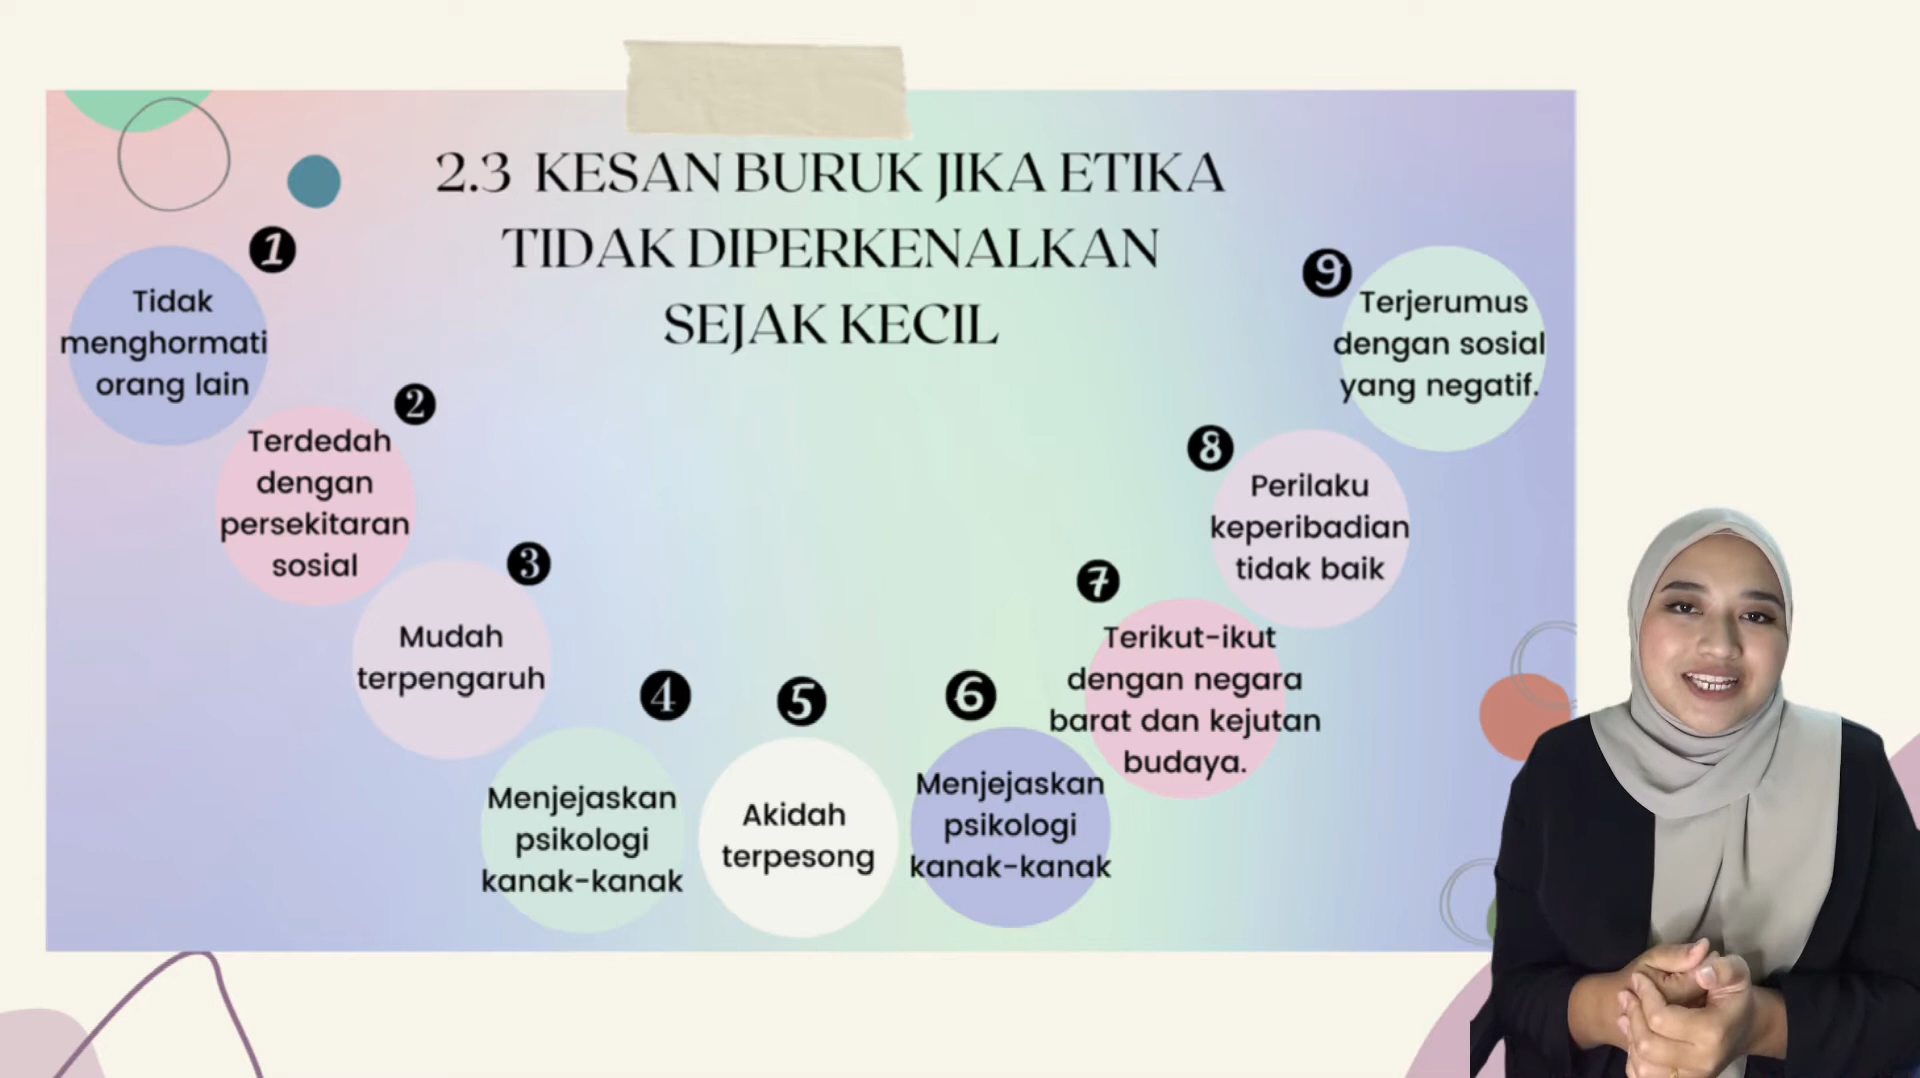 2.3 KESAN BURUK JIKA ETIKA
TIDAK DIPERKENALKAN
SEJAK KECIL
1
Tidak
menghormati
orang lain
2
Terdedah
dengan
persekitaran
sosial
3
Mudah
terpengaruh
4
Menjejaskan
psikologi
kanak-kanak
5
Akidah
terpesong
6
Menjejaskan
psikologi
kanak-kanak
7
Terikut-ikut
dengan negara
barat dan kejutan
budaya.
8
Perilaku
keperibadian
tidak baik
9
Terjerumus
dengan sosial
yang negatif.